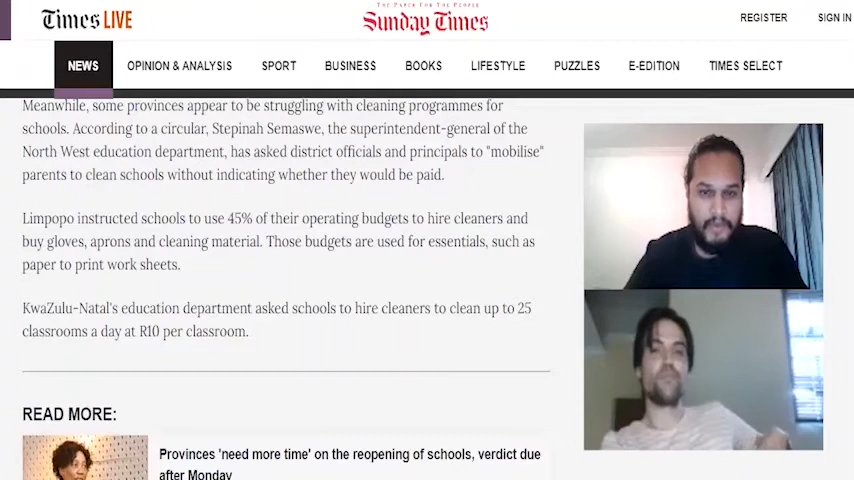 Times LIVE
THE PAPER FOR THE PEOPLE
Sunday Times
REGISTER
SIGN IN
NEWS
OPINION & ANALYSIS
SPORT
BUSINESS
BOOKS
LIFESTYLE
PUZZLES
E-EDITION
TIMES SELECT
Meanwhile, some provinces appear to be struggling with cleaning programmes for
schools. According to a circular, Stepinah Semaswe, the superintendent-general of the
North West education department, has asked district officials and principals to "mobilise"
parents to clean schools without indicating whether they would be paid.
Limpopo instructed schools to use 45% of their operating budgets to hire cleaners and
buy gloves, aprons and cleaning material. Those budgets are used for essentials, such as
paper to print work sheets.
KwaZulu-Natal's education department asked schools to hire cleaners to clean up to 25
classrooms a day at R10 per classroom.
READ MORE:
Provinces 'need more time' on the reopening of schools, verdict due
after Monday